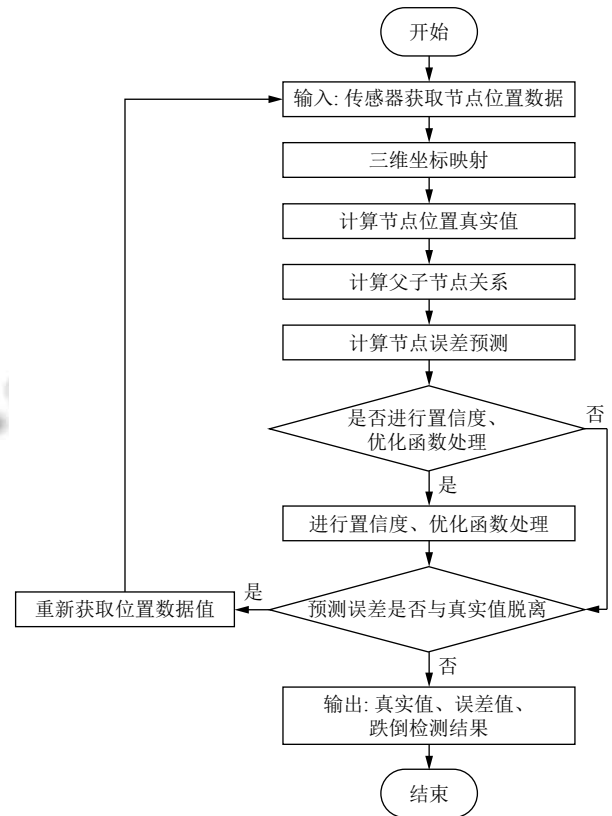 开始
输入: 传感器获取节点位置数据
三维坐标映射
计算节点位置真实值
计算父子节点关系
计算节点误差预测
是否进行置信度、
优化函数处理
否
是
进行置信度、优化函数处理
预测误差是否与真实值脱离
是
重新获取位置数据值
否
输出: 真实值、误差值、
跌倒检测结果
结束